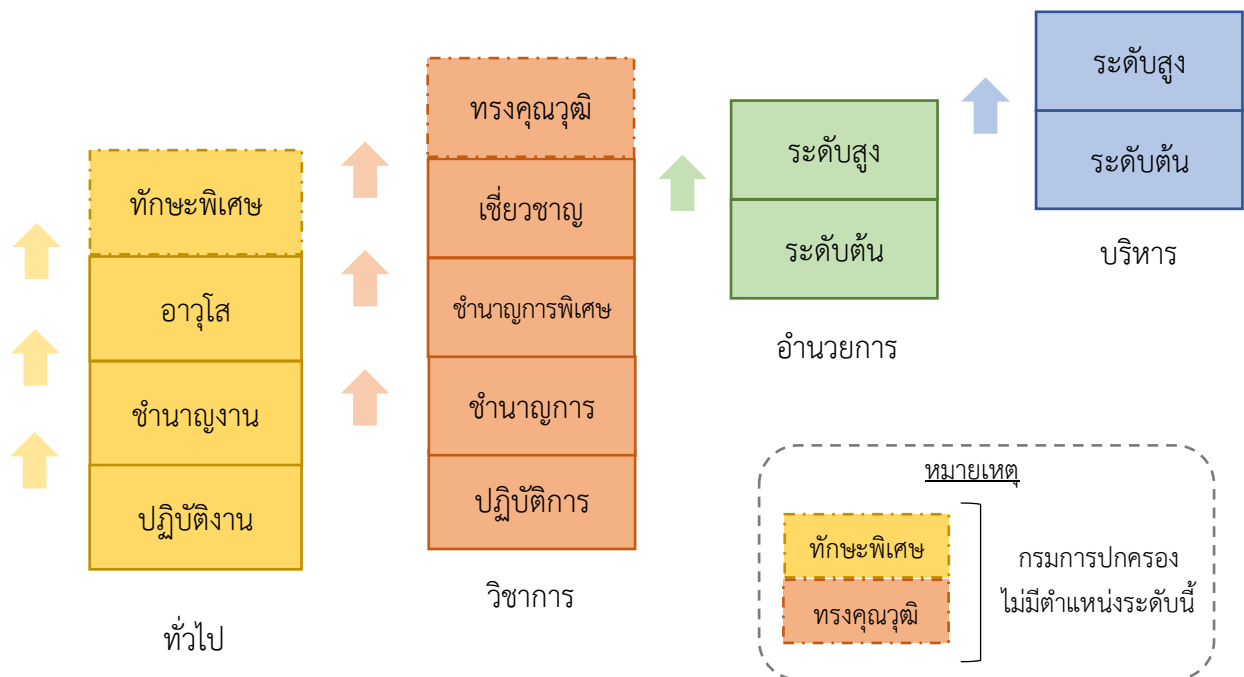 ทักษะพิเศษ
อาวุโส
ชำนาญงาน
ปฏิบัติงาน
ทั่วไป
ทรงคุณวุฒิ
เชี่ยวชาญ
ชำนาญการพิเศษ
ชำนาญการ
ปฏิบัติการ
วิชาการ
ระดับสูง
ระดับต้น
อำนวยการ
ระดับสูง
ระดับต้น
บริหาร
หมายเหตุ
ทักษะพิเศษ
ทรงคุณวุฒิ
กรมการปกครอง
ไม่มีตำแหน่งระดับนี้